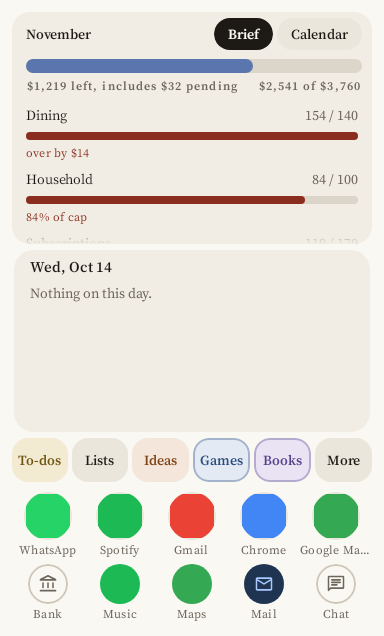 November
Brief
Calendar
$1,219 left, includes $32 pending
$2,541 of $3,760
Dining
154 / 140
over by $14
Household
84 / 100
84% of cap
Wed, Oct 14
Nothing on this day.
To-dos
Lists
Ideas
Games
Books
More
WhatsApp
Spotify
Gmail
Chrome
Google Ma...
Bank
Music
Maps
Mail
Chat